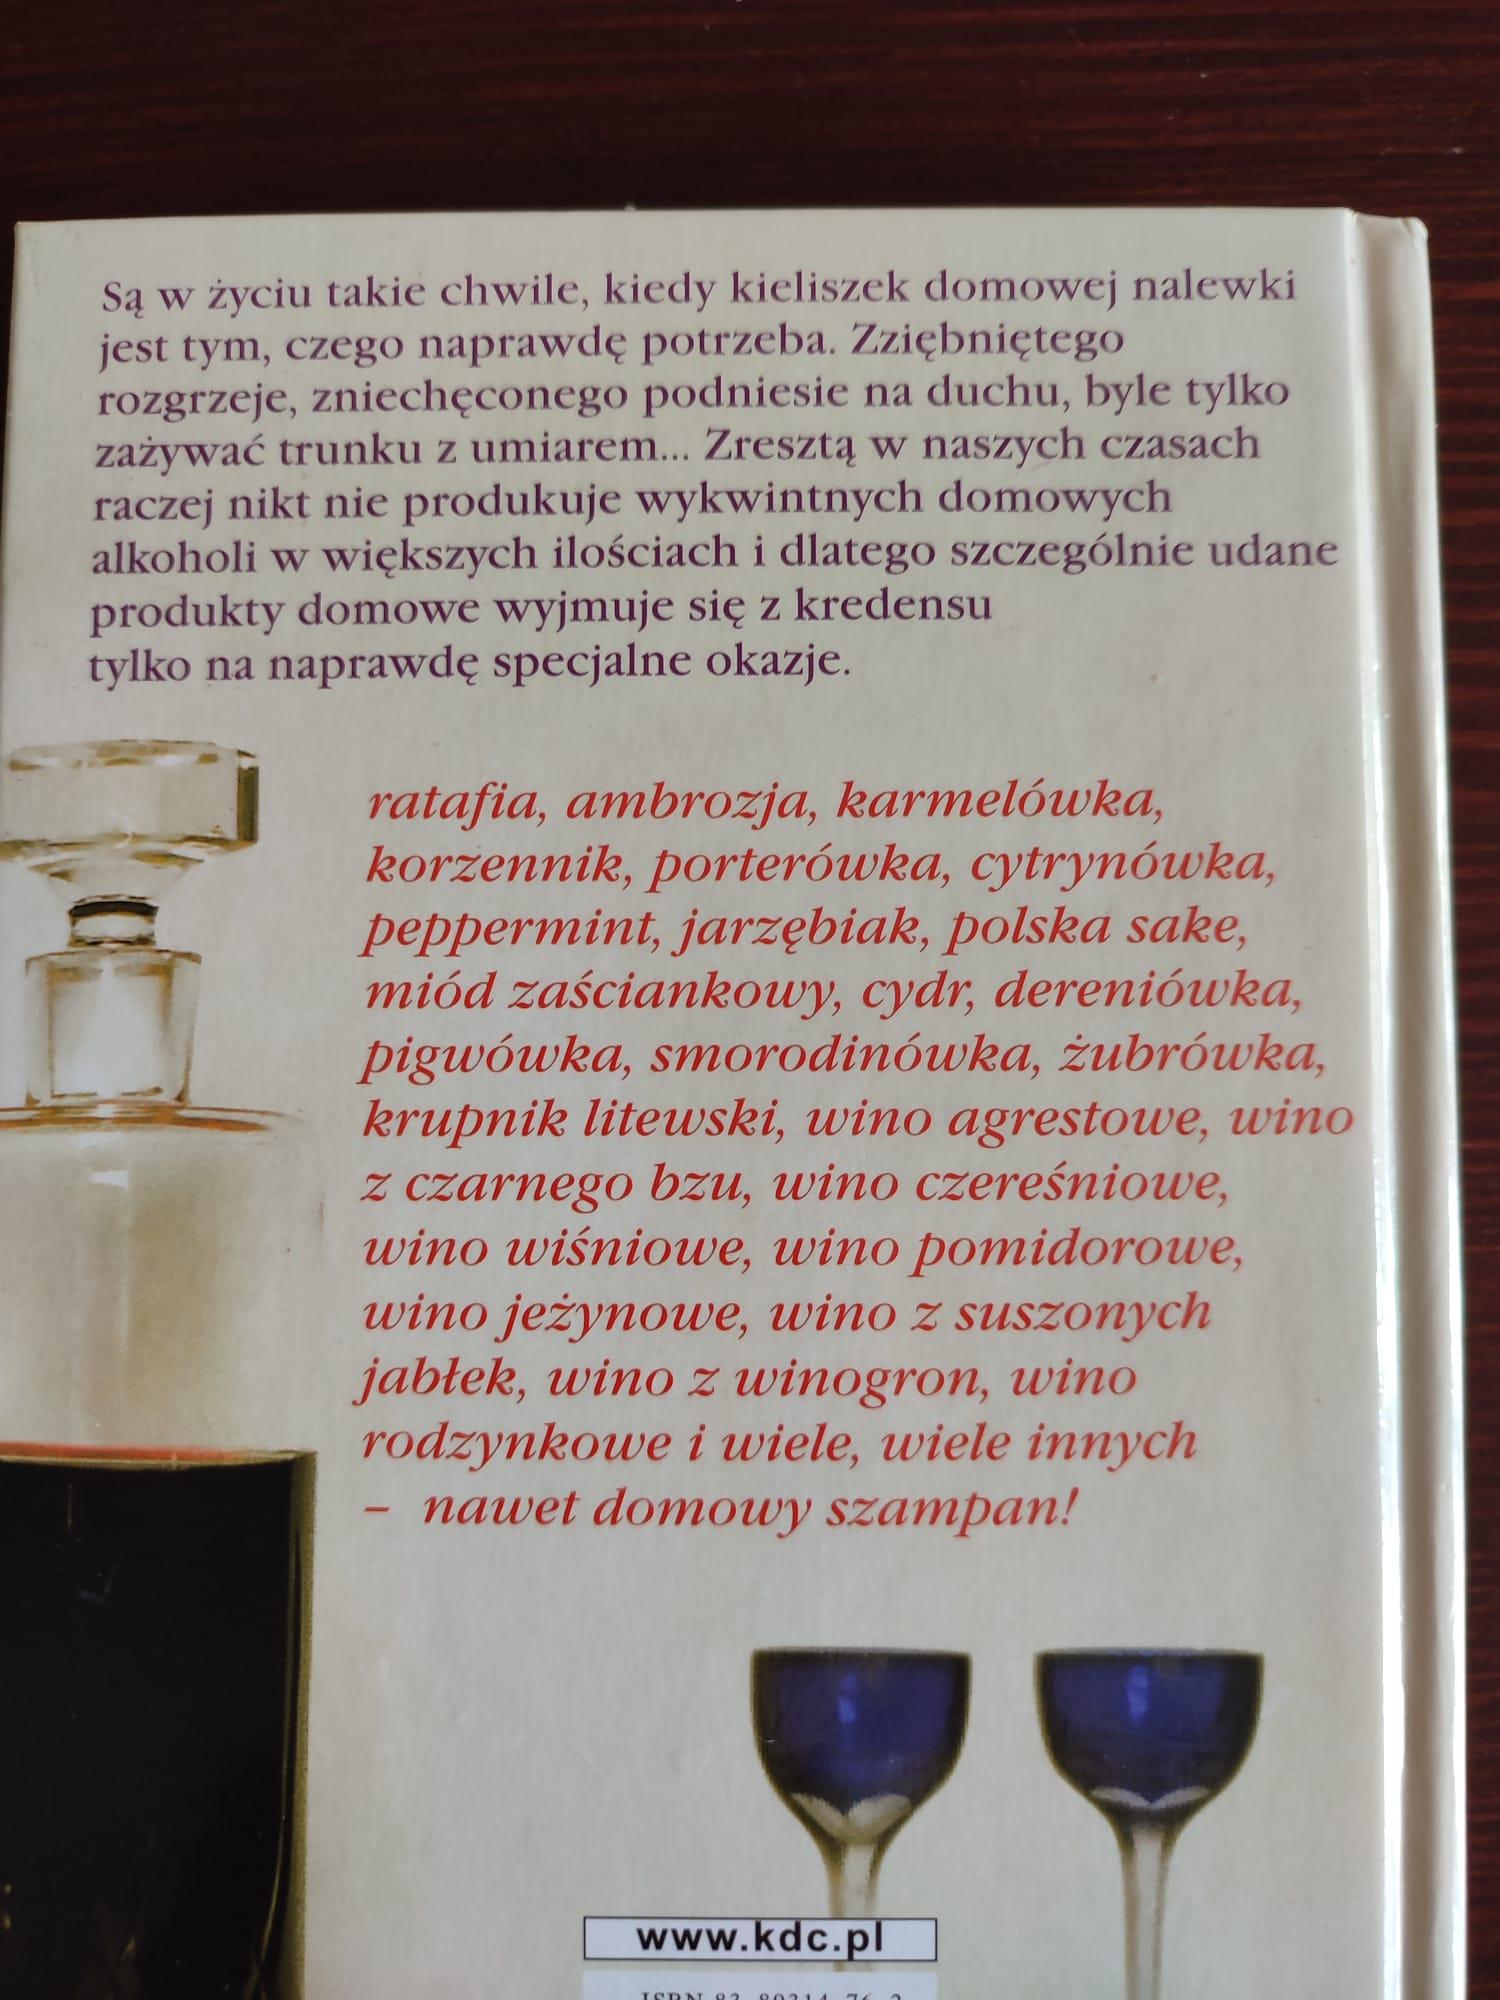 Są w życiu takie chwile, kiedy kieliszek domowej nalewki
jest tym, czego naprawdę potrzeba. Zziębniętego
rozgrzeje, zniechęconego podniesie na duchu, byle tylko
zażywać trunku z umiarem... Zresztą w naszych czasach
raczej nikt nie produkuje wykwintnych domowych
alkoholi w większych ilościach i dlatego szczególnie udane
produkty domowe wyjmuje się z kredensu
tylko na naprawdę specjalne okazje.
ratafia, ambrozja, karmelówka,
korzennik, porterówka, cytrynówka,
peppermint, jarzębiak, polska sake,
miód zaściankowy, cydr, dereniówka,
pigwówka, smorodinówka, żubrówka,
krupnik litewski, wino agrestowe, wino
z czarnego bzu, wino czereśniowe,
wino wiśniowe, wino pomidorowe,
wino jeżynowe, wino z suszonych
jabłek, wino z winogron, wino
rodzynkowe i wiele, wiele innych
– nawet domowy szampan!
www.kdc.pl
ISBN 83-89314-76-2